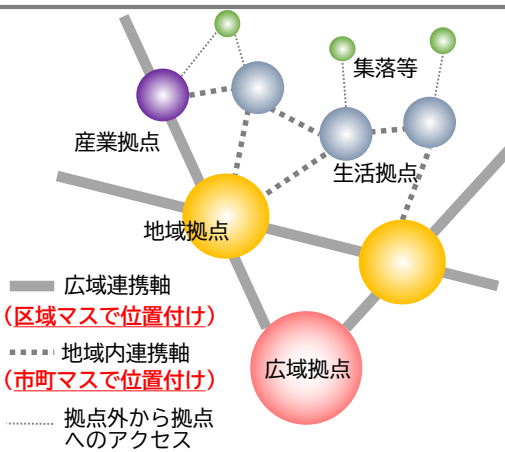 集落等
産業拠点
生活拠点
地域拠点
広域連携軸
（区域マスで位置付け）
地域内連携軸
（市町マスで位置付け）
広域拠点
拠点外から拠点
へのアクセス